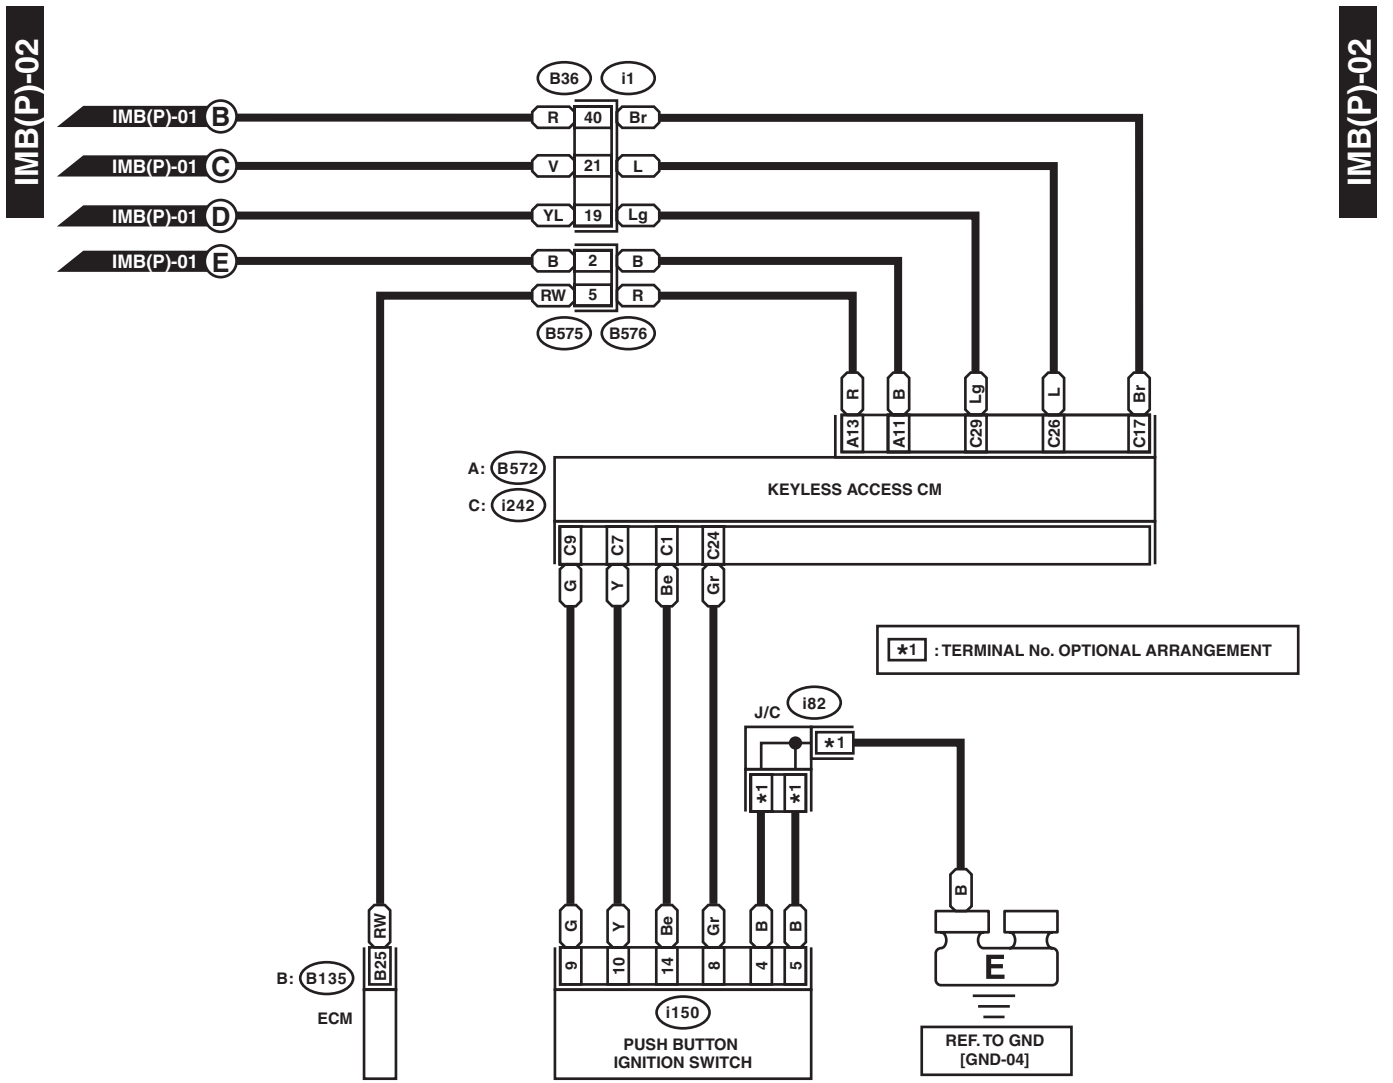 IMB(P)-02
IMB(P)-02
B36 i1
IMB(P)-01 B R 40 Br
IMB(P)-01 C V 21 L
IMB(P)-01 D YL 19 Lg
IMB(P)-01 E B 2 B
RW 5 R
B575 B576
R B Lg L Br
A13 A11 C29 C26 C17
A: B572
C: i242
KEYLESS ACCESS CM
C9 C7 C1 C24
G Y Be Gr
*1 : TERMINAL No. OPTIONAL ARRANGEMENT
J/C i82
*1
*1 *1
B
RW G Y Be Gr B B
B25 9 10 14 8 4 5
E
B: B135
ECM
i150
PUSH BUTTON
IGNITION SWITCH
REF. TO GND
[GND-04]